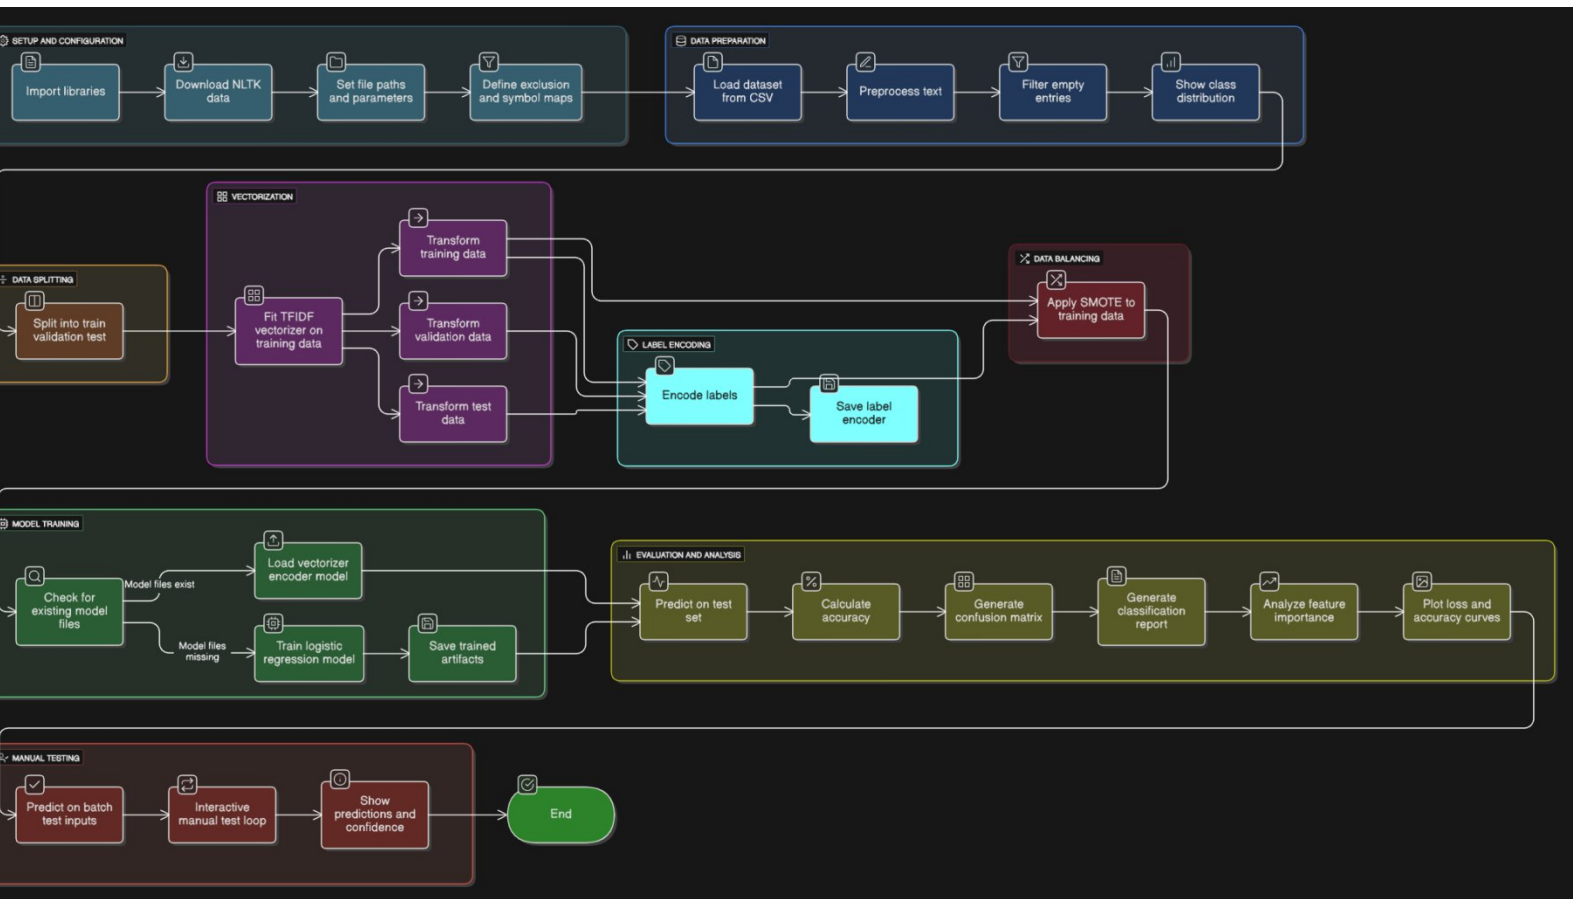 SETUP AND CONFIGURATION
Import libraries
Download NLTK
data
Set file paths
and parameters
Define exclusion
and symbol maps
DATA PREPARATION
Load dataset
from CSV
Preprocess text
Filter empty
entries
Show class
distribution
DATA SPLITTING
Split into train
validation test
VECTORIZATION
Fit TFIDF
vectorizer on
training data
Transform
training data
Transform
validation data
Transform test
data
LABEL ENCODING
Encode labels
Save label
encoder
DATA BALANCING
Apply SMOTE to
training data
MODEL TRAINING
Check for
existing model
files
Model files exist
Load vectorizer
encoder model
Model files
missing
Train logistic
regression model
Save trained
artifacts
EVALUATION AND ANALYSIS
Predict on test
set
Calculate
accuracy
Generate
confusion matrix
Generate
classification
report
Analyze feature
importance
Plot loss and
accuracy curves
MANUAL TESTING
Predict on batch
test inputs
Interactive
manual test loop
Show
predictions and
confidence
End